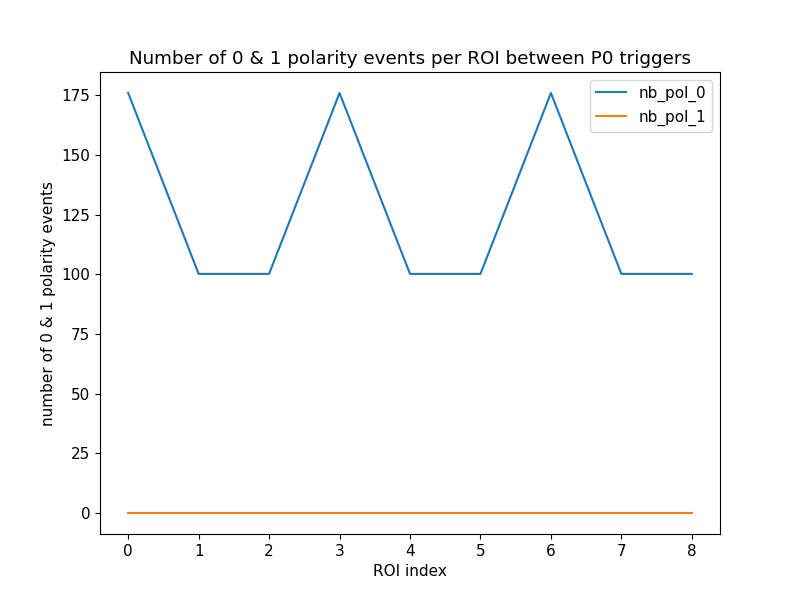 Number of 0 & 1 polarity events per ROI between P0 triggers
nb_pol_0
nb_pol_1
175
150
125
100
75
50
25
0
number of 0 & 1 polarity events
0 1 2 3 4 5 6 7 8
ROI index